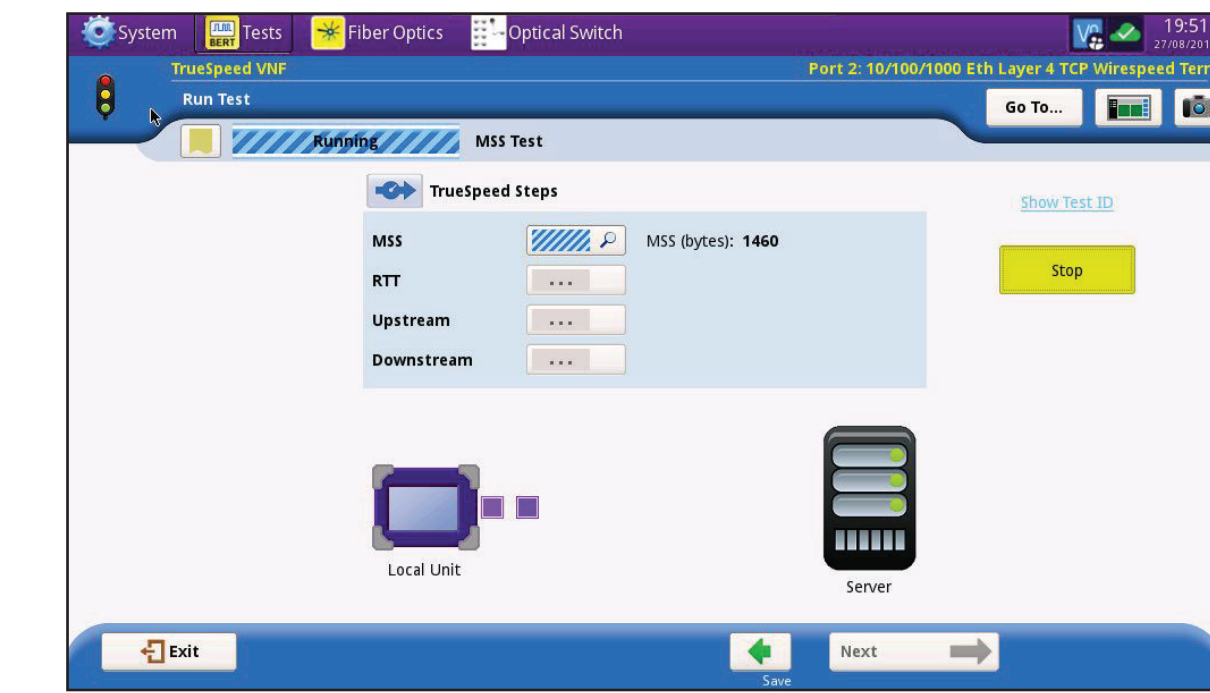 System BERT Tests Fiber Optics Optical Switch 19:51
27/08/201
TrueSpeed VNF Port 2: 10/100/1000 Eth Layer 4 TCP Wirespeed Terr
Run Test
Go To...
Running MSS Test
TrueSpeed Steps
Show Test ID
MSS MSS (bytes): 1460
Stop
RTT ...
Upstream ...
Downstream ...
Local Unit
Server
Exit Next
Save